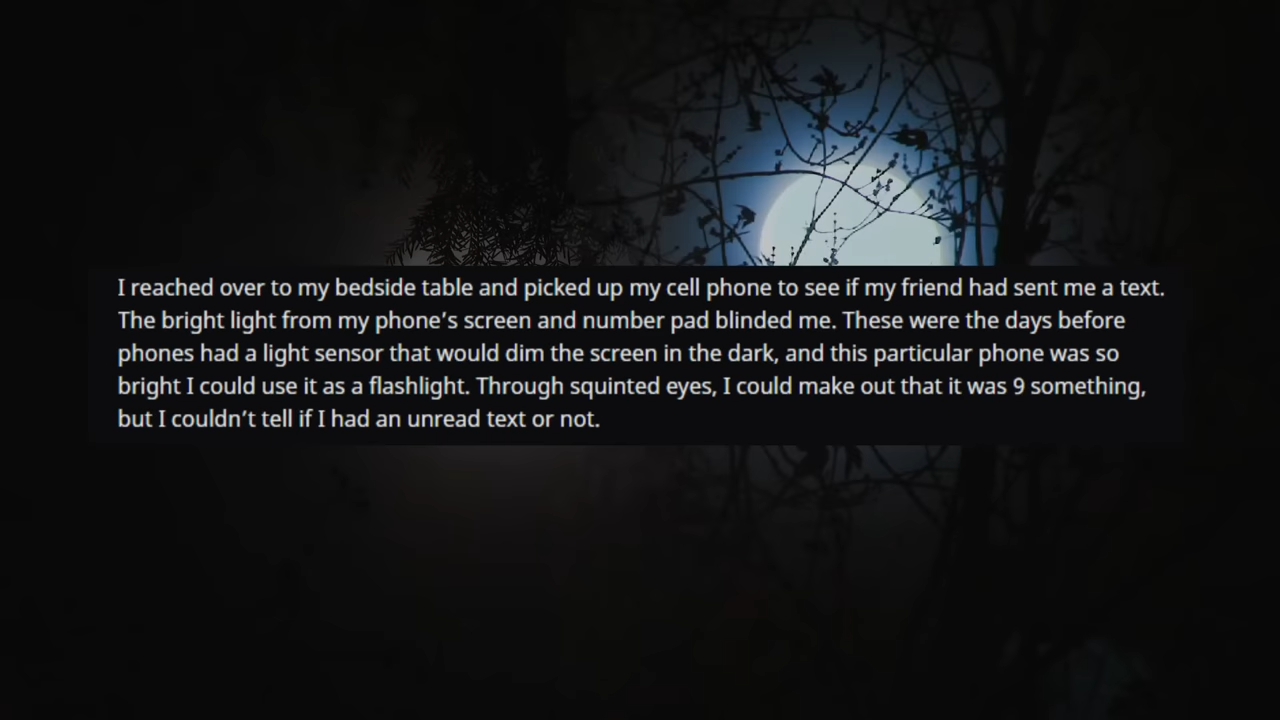 I reached over to my bedside table and picked up my cell phone to see if my friend had sent me a text.
The bright light from my phone’s screen and number pad blinded me. These were the days before
phones had a light sensor that would dim the screen in the dark, and this particular phone was so
bright I could use it as a flashlight. Through squinted eyes, I could make out that it was 9 something,
but I couldn’t tell if I had an unread text or not.